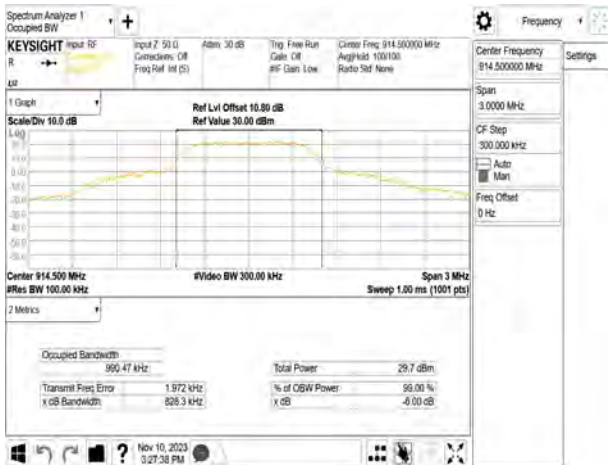 Spectrum Analyzer 1
Occupied BW
Frequency
KEYSIGHT Input: RF
R
Input Z: 50 Ω
Corrections: Off
Freq Ref: Int (S)
Atten: 30 dB
Trig: Free Run
Gate: Off
#IF Gain: Low
Center Freq: 914.500000 MHz
Avg|Hold: 100/100
Radio Std: None
Center Frequency
914.500000 MHz
Settings
Span
3.0000 MHz
CF Step
300.000 kHz
Auto
Man
Freq Offset
0 Hz
1 Graph
Scale/Div 10.0 dB
Ref Lvl Offset 10.80 dB
Ref Value 30.00 dBm
Log
Center 914.500 MHz
#Res BW 100.00 kHz
#Video BW 300.00 kHz
Span 3 MHz
Sweep 1.00 ms (1001 pts)
2 Metrics
Occupied Bandwidth
990.47 kHz
Total Power 29.7 dBm
Transmit Freq Error 1.972 kHz
% of OBW Power 99.00 %
x dB Bandwidth 828.3 kHz
x dB -6.00 dB
?
Nov 10, 2023
3:27:38 PM